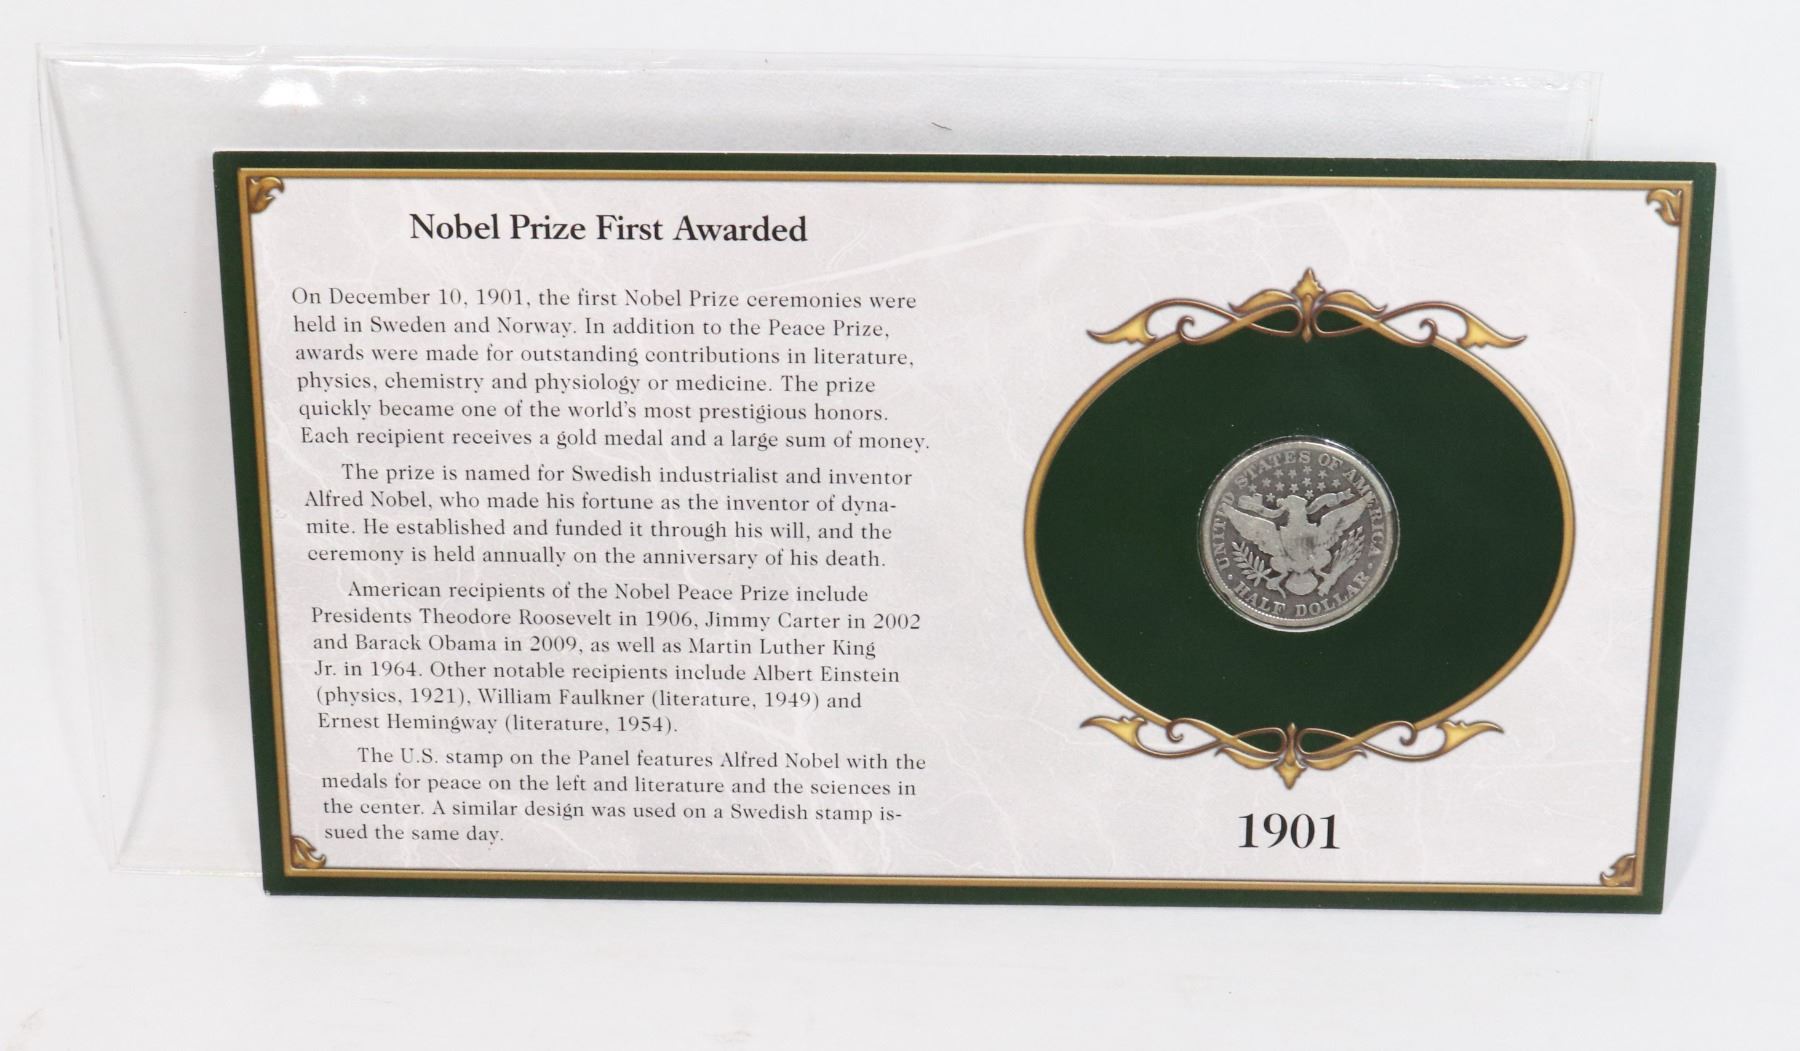 Nobel Prize First Awarded
On December 10, 1901, the first Nobel Prize ceremonies were
held in Sweden and Norway. In addition to the Peace Prize,
awards were made for outstanding contributions in literature,
physics, chemistry and physiology or medicine. The prize
quickly became one of the world's most prestigious honors.
Each recipient receives a gold medal and a large sum of money.
The prize is named for Swedish industrialist and inventor
Alfred Nobel, who made his fortune as the inventor of dyna-
mite. He established and funded it through his will, and the
ceremony is held annually on the anniversary of his death.
American recipients of the Nobel Peace Prize include
Presidents Theodore Roosevelt in 1906, Jimmy Carter in 2002
and Barack Obama in 2009, as well as Martin Luther King
Jr. in 1964. Other notable recipients include Albert Einstein
(physics, 1921), William Faulkner (literature, 1949) and
Ernest Hemingway (literature, 1954).
The U.S. stamp on the Panel features Alfred Nobel with the
medals for peace on the left and literature and the sciences in
the center. A similar design was used on a Swedish stamp is-
sued the same day.
UNITED STATES OF AMERICA
HALF DOLLAR
1901